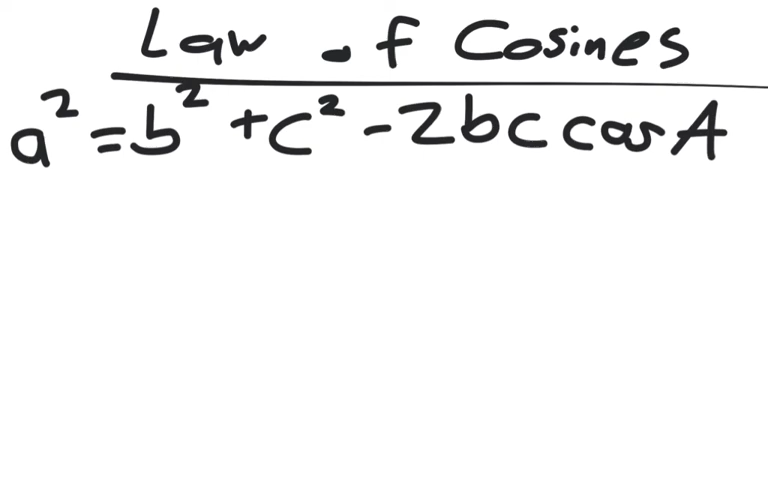 Law of Cosines
a² = b² + c² - 2bc cos A